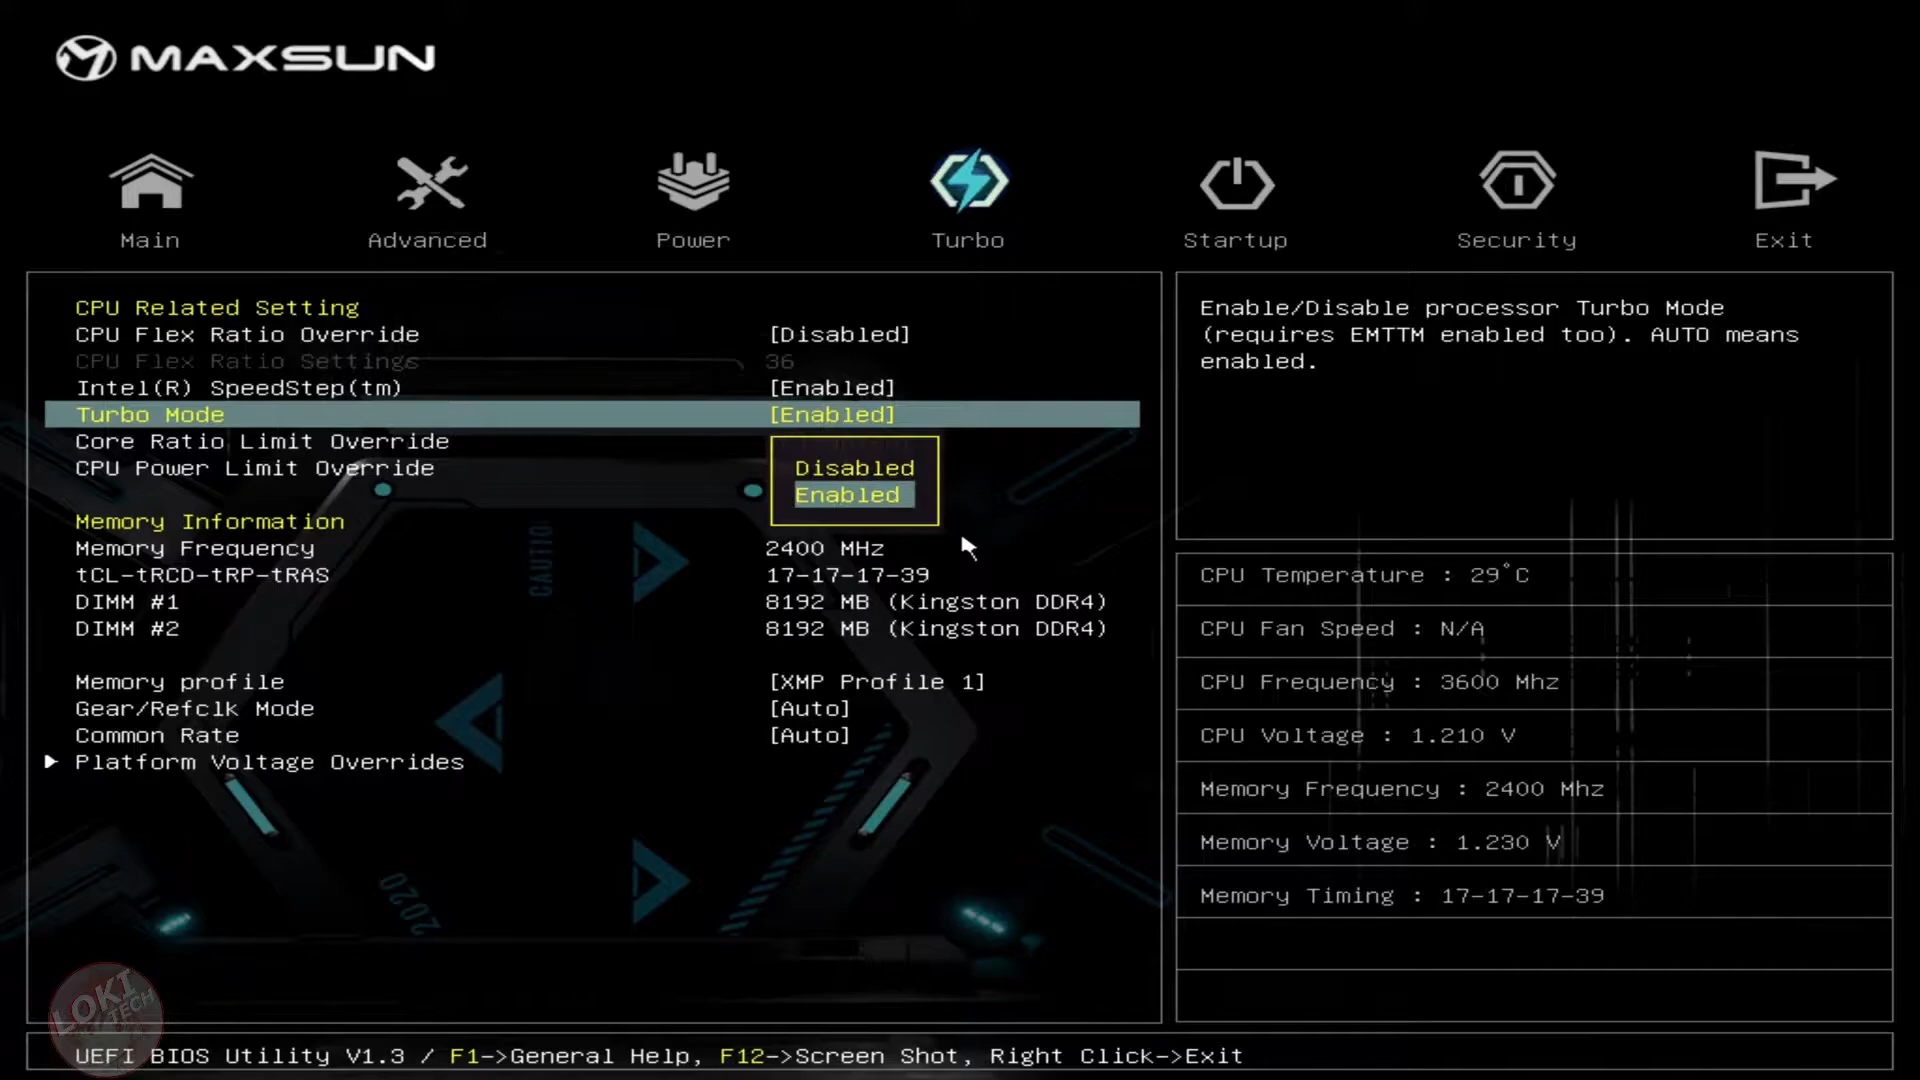 MAXSUN
Main Advanced Power Turbo Startup Security Exit
CPU Related Setting
CPU Flex Ratio Override [Disabled]
CPU Flex Ratio Settings 36
Intel(R) SpeedStep(tm) [Enabled]
Turbo Mode [Enabled]
Core Ratio Limit Override
CPU Power Limit Override
Disabled
Enabled
Memory Information
Memory Frequency 2400 MHz
tCL-tRCD-tRP-tRAS 17-17-17-39
DIMM #1 8192 MB (Kingston DDR4)
DIMM #2 8192 MB (Kingston DDR4)
Memory profile [XMP Profile 1]
Gear/Refclk Mode [Auto]
Common Rate [Auto]
Platform Voltage Overrides
CAUTIO
2020
Enable/Disable processor Turbo Mode
(requires EMTTM enabled too). AUTO means
enabled.
CPU Temperature : 29°C
CPU Fan Speed : N/A
CPU Frequency : 3600 Mhz
CPU Voltage : 1.210 V
Memory Frequency : 2400 Mhz
Memory Voltage : 1.230 V
Memory Timing : 17-17-17-39
LOKI
TECH
UEFI BIOS Utility V1.3 / F1->General Help, F12->Screen Shot, Right Click->Exit